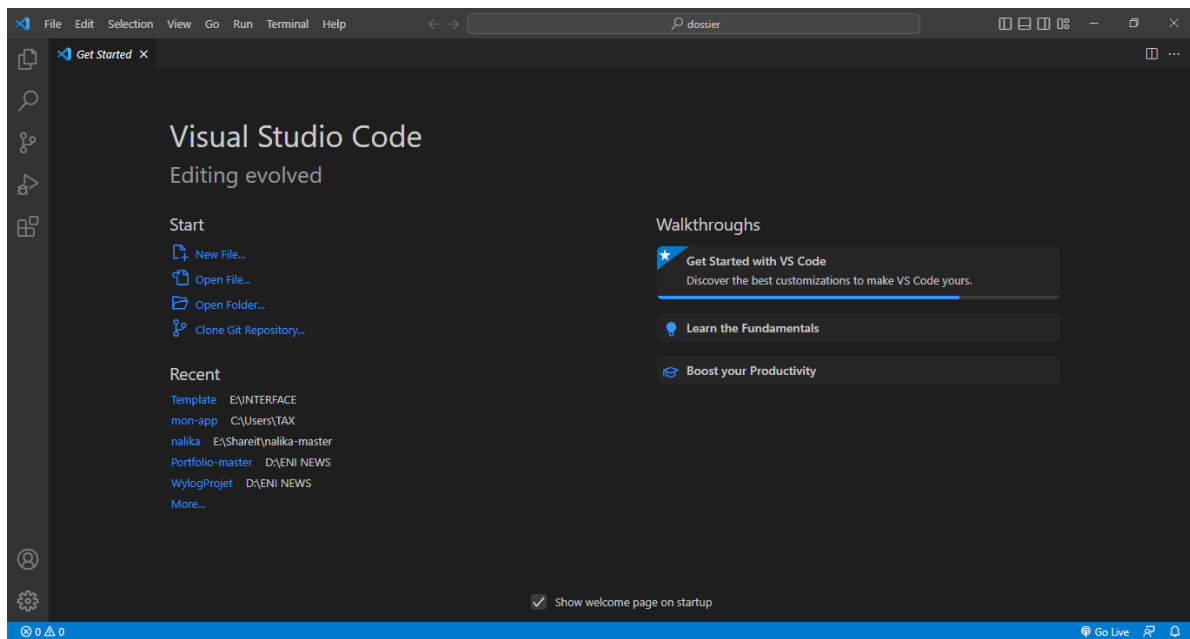 File Edit Selection View Go Run Terminal Help
dossier
Get Started
Visual Studio Code
Editing evolved
Start
New File...
Open File...
Open Folder...
Clone Git Repository...
Recent
Template E:\INTERFACE
mon-app C:\Users\TAX
nalika E:\Shareit\nalika-master
Portfolio-master D:\ENI NEWS
WylogProjet D:\ENI NEWS
More...
Walkthroughs
Get Started with VS Code
Discover the best customizations to make VS Code yours.
Learn the Fundamentals
Boost your Productivity
Show welcome page on startup
0 0
Go Live